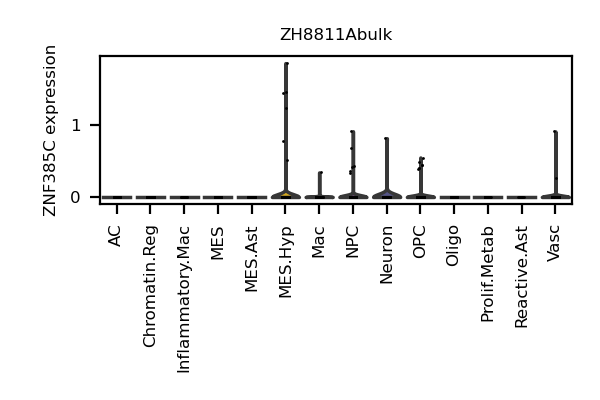 ZH8811Abulk
ZNF385C expression
1
0
AC
Chromatin.Reg
Inflammatory.Mac
MES
MES.Ast
MES.Hyp
Mac
NPC
Neuron
OPC
Oligo
Prolif.Metab
Reactive.Ast
Vasc